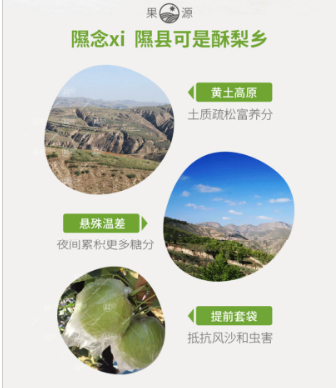 果 源
隰念xi 隰县可是酥梨乡
黄土高原
土质疏松富养分
悬殊温差
夜间累积更多糖分
提前套袋
抵抗风沙和虫害